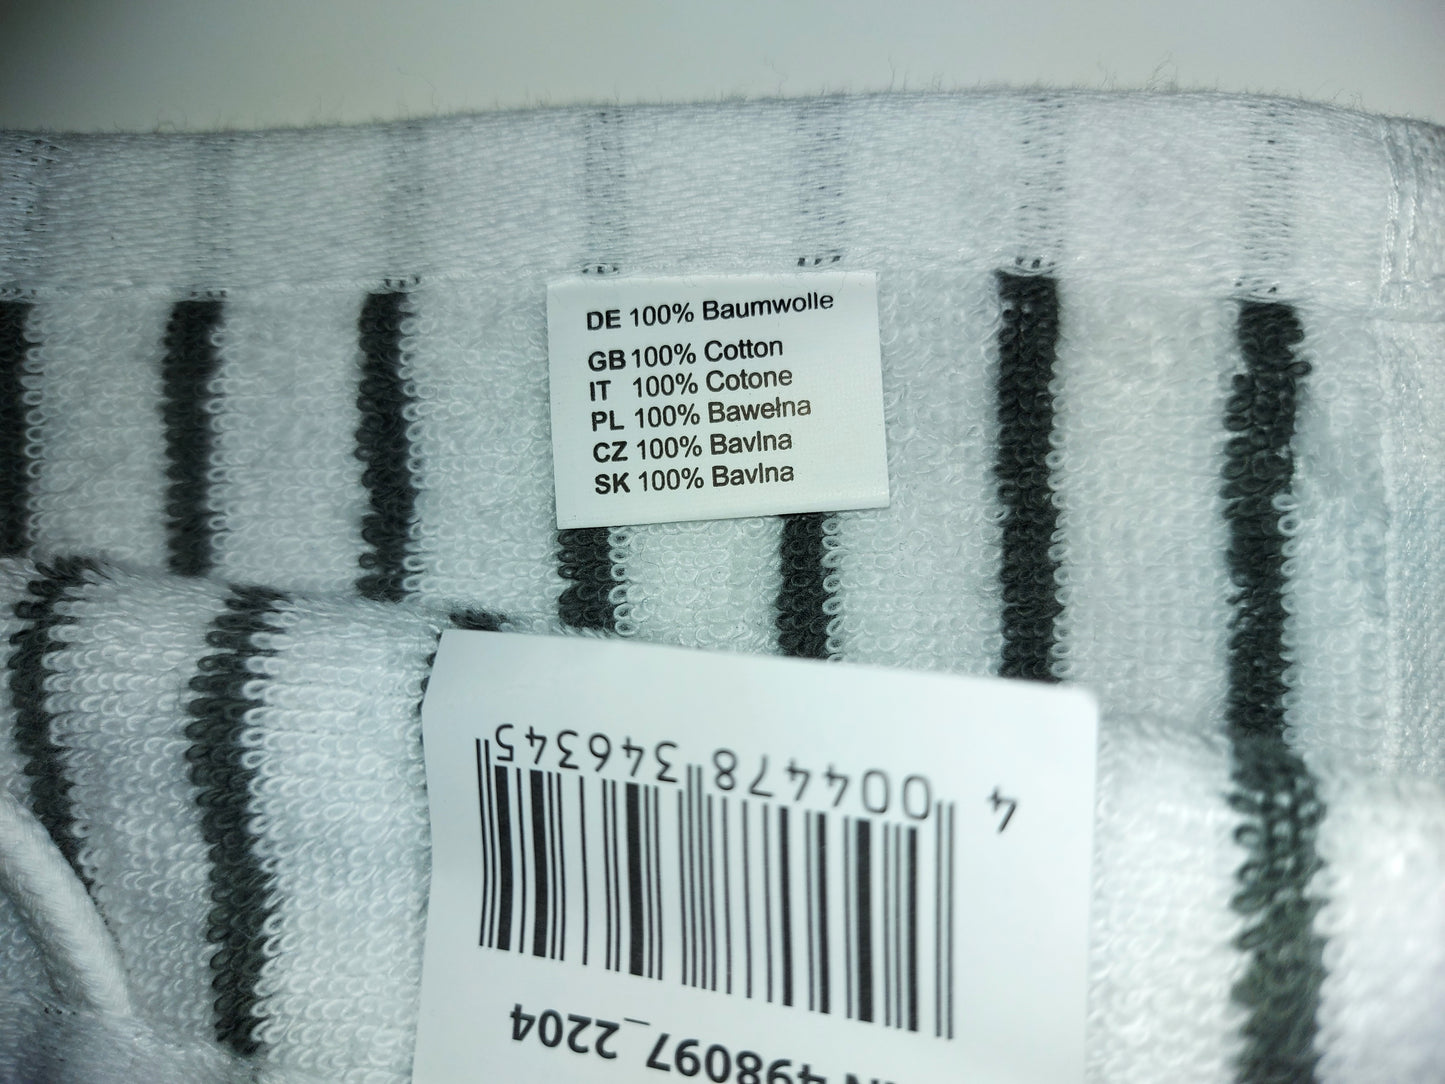 DE 100% Baumwolle
GB 100% Cotton
IT 100% Cotone
PL 100% Bawełna
CZ 100% Bavlna
SK 100% Bavlna
498097_2204
4 004478 346345